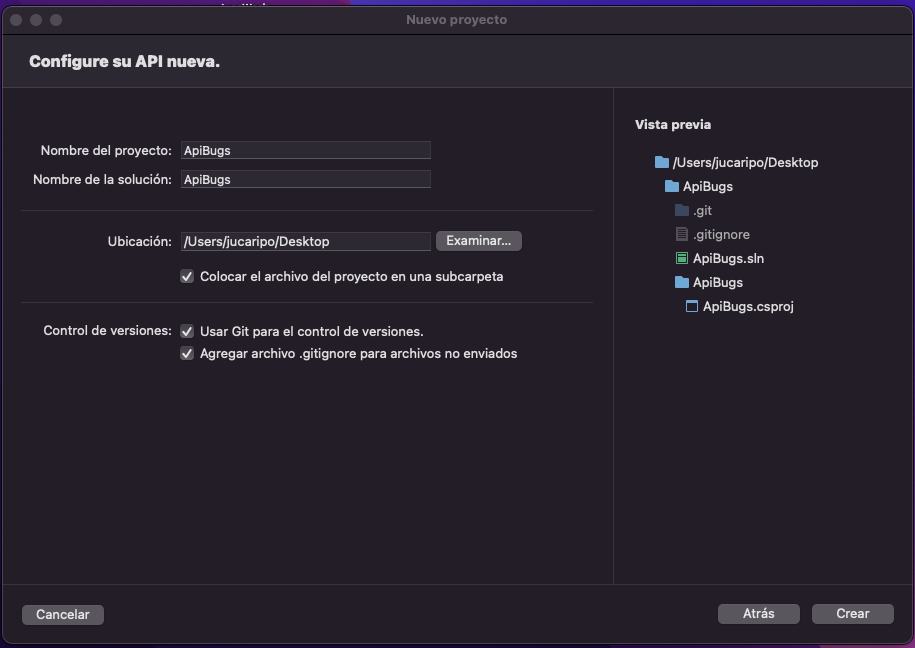 Nuevo proyecto
Configure su API nueva.
Nombre del proyecto: ApiBugs
Nombre de la solución: ApiBugs
Ubicación: /Users/jucaripo/Desktop Examinar...
Colocar el archivo del proyecto en una subcarpeta
Control de versiones: Usar Git para el control de versiones.
Agregar archivo .gitignore para archivos no enviados
Vista previa
/Users/jucaripo/Desktop
ApiBugs
.git
.gitignore
ApiBugs.sln
ApiBugs
ApiBugs.csproj
Cancelar
Atrás
Crear